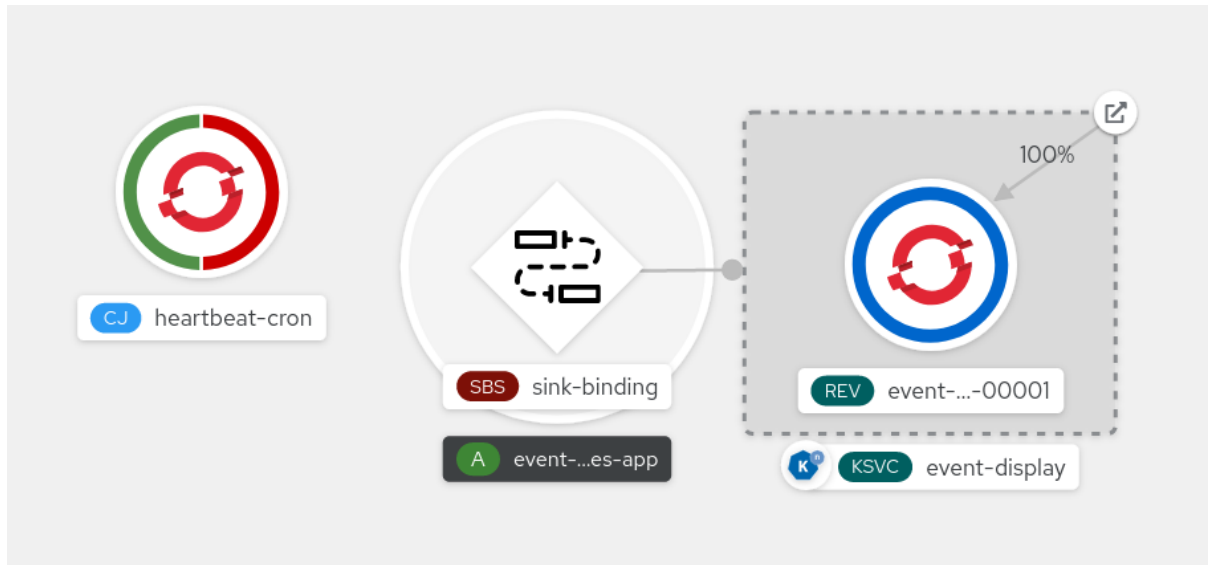 100%
CJ heartbeat-cron
SBS sink-binding
REV event-...-00001
A event-...es-app
K n KSVC event-display